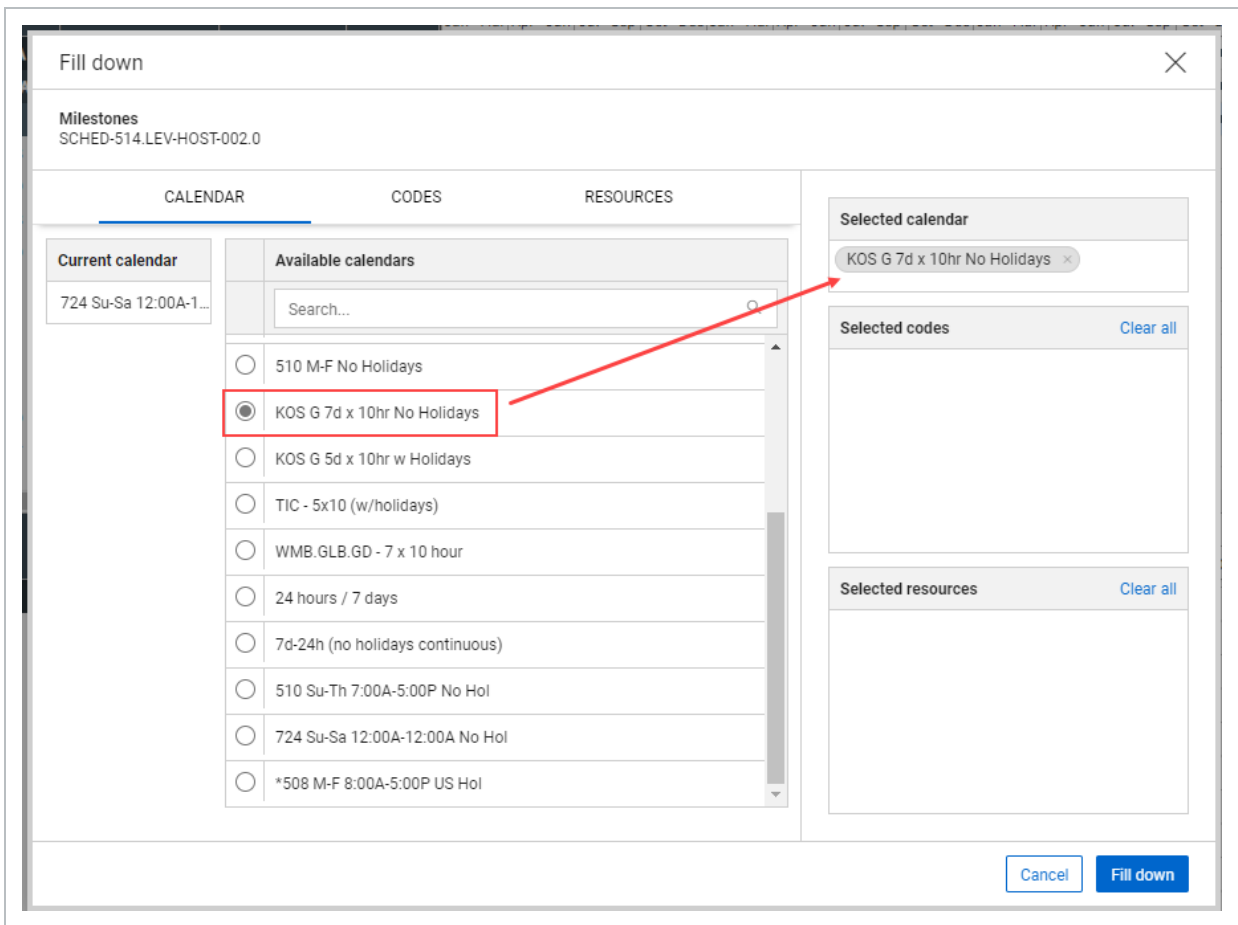 Fill down
Milestones
SCHED-514.LEV-HOST-002.0
CALENDAR CODES RESOURCES
Current calendar
724 Su-Sa 12:00A-1...
Available calendars
Search...
510 M-F No Holidays
KOS G 7d x 10hr No Holidays
KOS G 5d x 10hr w Holidays
TIC - 5x10 (w/holidays)
WMB.GLB.GD - 7 x 10 hour
24 hours / 7 days
7d-24h (no holidays continuous)
510 Su-Th 7:00A-5:00P No Hol
724 Su-Sa 12:00A-12:00A No Hol
*508 M-F 8:00A-5:00P US Hol
Selected calendar
KOS G 7d x 10hr No Holidays ×
Selected codes Clear all
Selected resources Clear all
Cancel Fill down